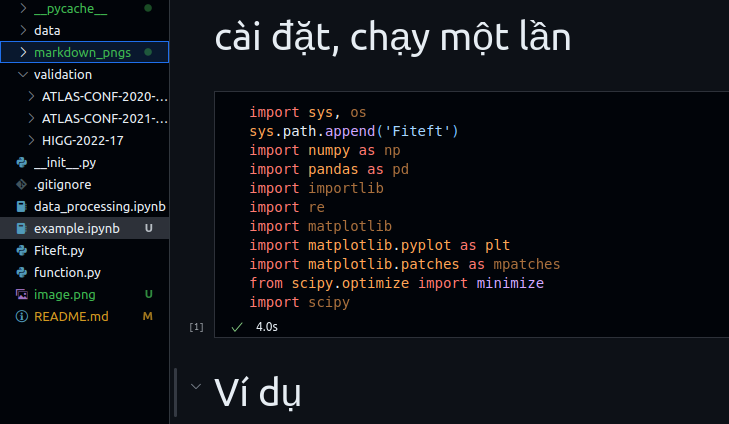 __pycache__
data
markdown_pngs
validation
ATLAS-CONF-2020-...
ATLAS-CONF-2021-...
HIGG-2022-17
__init__.py
.gitignore
data_processing.ipynb
example.ipynb U
Fiteft.py
function.py
image.png U
README.md M
cài đặt, chạy một lần
import sys, os
sys.path.append('Fiteft')
import numpy as np
import pandas as pd
import importlib
import re
import matplotlib
import matplotlib.pyplot as plt
import matplotlib.patches as mpatches
from scipy.optimize import minimize
import scipy
[1] 4.0s
Ví dụ